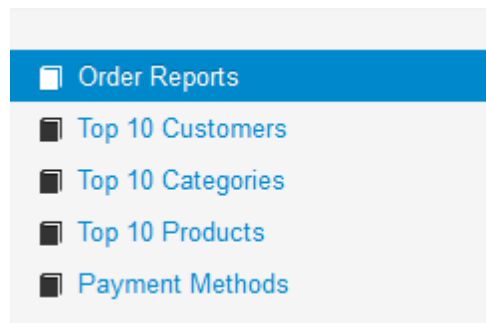 Order Reports
Top 10 Customers
Top 10 Categories
Top 10 Products
Payment Methods